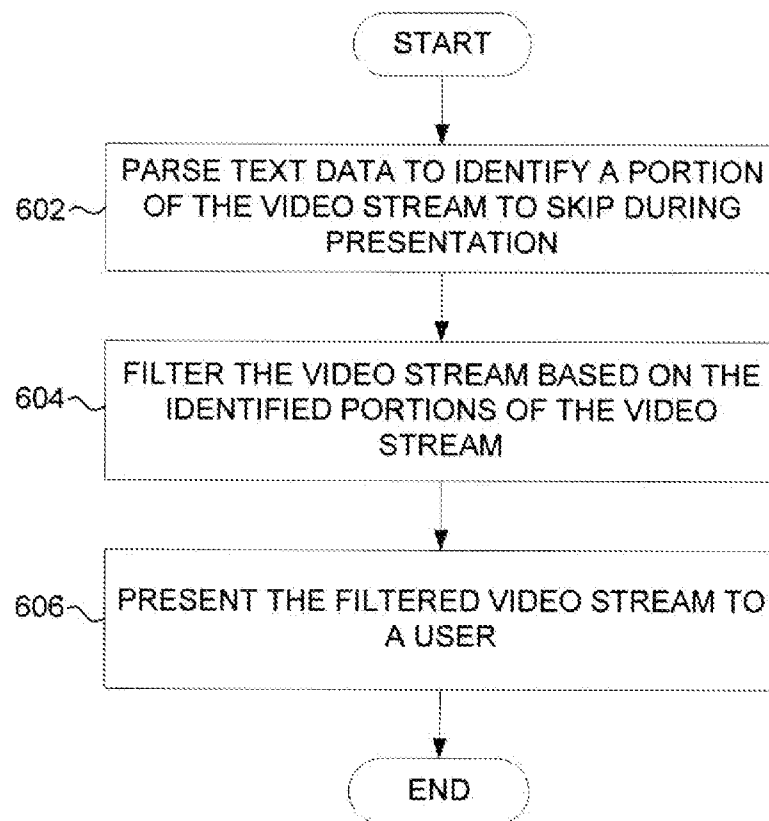 START
PARSE TEXT DATA TO IDENTIFY A PORTION
OF THE VIDEO STREAM TO SKIP DURING
PRESENTATION
602
FILTER THE VIDEO STREAM BASED ON THE
IDENTIFIED PORTIONS OF THE VIDEO
STREAM
604
PRESENT THE FILTERED VIDEO STREAM TO
A USER
606
END